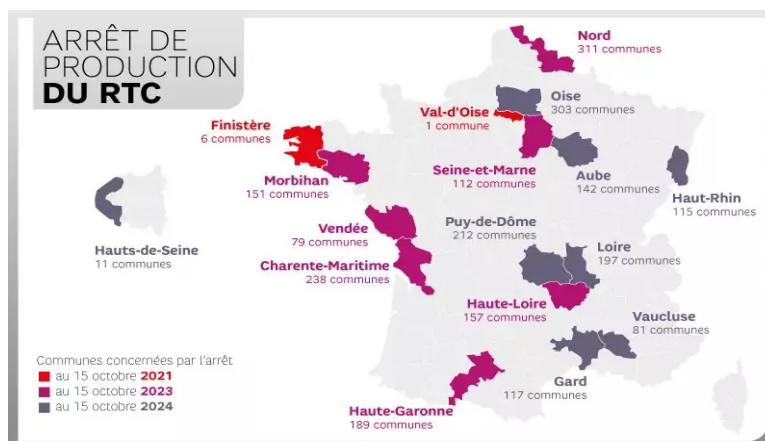 ARRÊT DE
PRODUCTION
DU RTC
Nord
311 communes
Oise
303 communes
Val-d'Oise
1 commune
Finistère
6 communes
Seine-et-Marne
112 communes
Aube
142 communes
Haut-Rhin
115 communes
Morbihan
151 communes
Hauts-de-Seine
11 communes
Vendée
79 communes
Puy-de-Dôme
212 communes
Loire
197 communes
Charente-Maritime
238 communes
Haute-Loire
157 communes
Vaucluse
81 communes
Gard
117 communes
Haute-Garonne
189 communes
Communes concernées par l'arrêt
au 15 octobre 2021
au 15 octobre 2023
au 15 octobre 2024